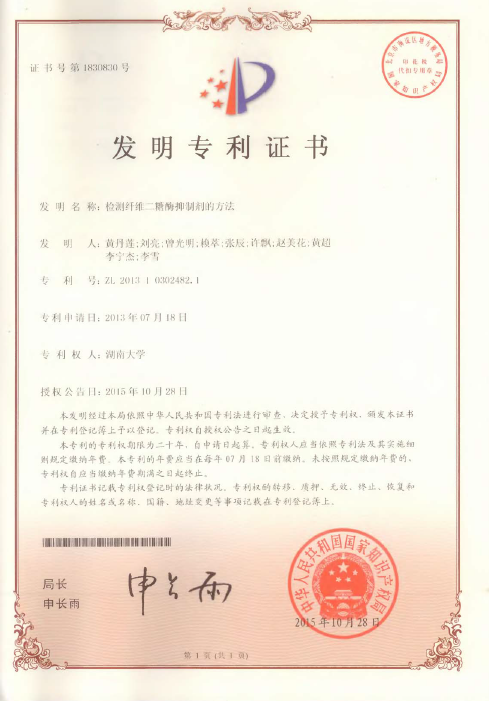 证书号第1830830号
印花税
代扣专用章
发明专利证书
发明名称:检测纤维二糖酶抑制剂的方法
发明人:黄丹莲;刘亮;曾光明;赖萃;张辰;许飘;赵美花;黄超
李宁杰;李雪
专利号:ZL 2013 1 0302482.1
专利申请日:2013年07月18日
专利权人:湖南大学
授权公告日:2015年10月28日
本发明经过本局依照中华人民共和国专利法进行审查,决定授予专利权,颁发本证书
并在专利登记簿上予以登记。专利权自授权公告之日起生效。
本专利的专利权期限为二十年,自申请日起算。专利权人应当依照专利法及其实施细
则规定缴纳年费。本专利的年费应当在每年07月18日前缴纳。未按照规定缴纳年费的,
专利权自应当缴纳年费期满之日起终止。
专利证书记载专利权登记时的法律状况。专利权的转移、质押、无效、终止、恢复和
专利权人的姓名或名称、国籍、地址变更等事项记载在专利登记簿上。
局长
申长雨
申长雨
中华人民共和国国家知识产权局
2015年10月28日
第1页(共1页)